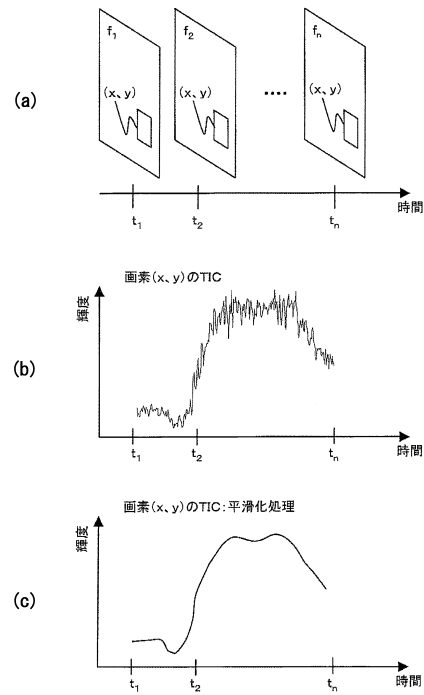 (a)
f1 f2 fn
(x、y) (x、y) ‥‥ (x、y)
t1 t2 tn 時間
(b)
画素(x、y)のTIC
輝度
t1 t2 tn 時間
(c)
画素(x、y)のTIC:平滑化処理
輝度
t1 t2 tn 時間